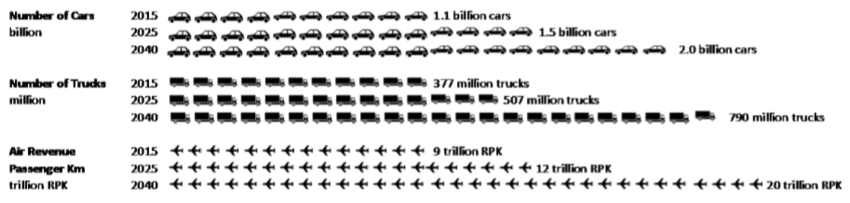 Number of Cars 2015 1.1 billion cars
billion 2025 1.5 billion cars
2040 2.0 billion cars
Number of Trucks 2015 377 million trucks
million 2025 507 million trucks
2040 790 million trucks
Air Revenue 2015 9 trillion RPK
Passenger Km 2025 12 trillion RPK
trillion RPK 2040 20 trillion RPK